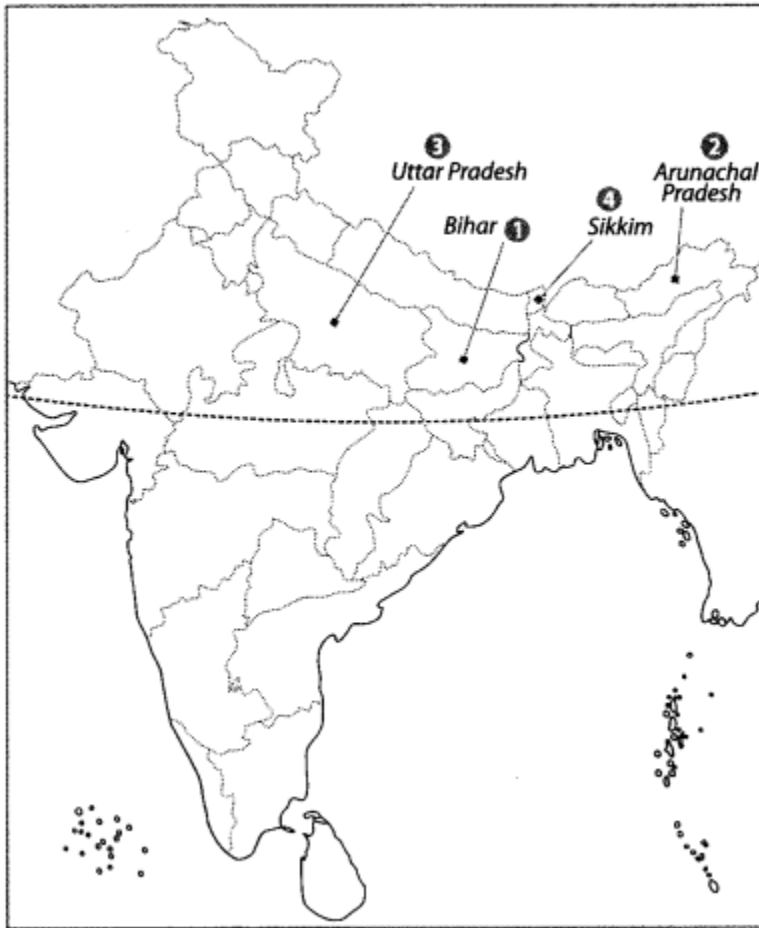 ③
Uttar Pradesh
②
Arunachal
Pradesh
④
Sikkim
Bihar ①